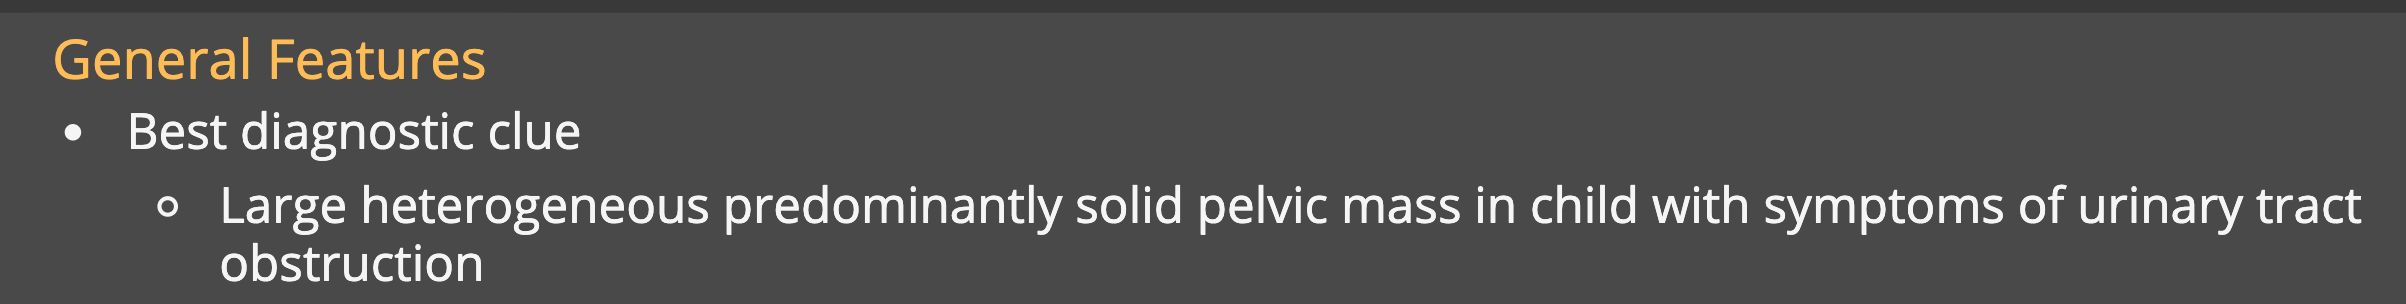 General Features
• Best diagnostic clue
○ Large heterogeneous predominantly solid pelvic mass in child with symptoms of urinary tract
obstruction